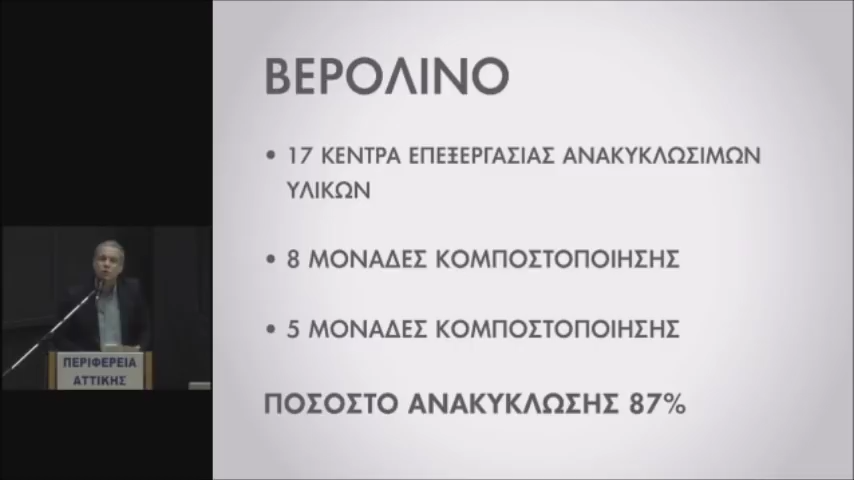 ΒΕΡΟΛΙΝΟ
• 17 ΚΕΝΤΡΑ ΕΠΕΞΕΡΓΑΣΙΑΣ ΑΝΑΚΥΚΛΩΣΙΜΩΝ
ΥΛΙΚΩΝ
• 8 ΜΟΝΑΔΕΣ ΚΟΜΠΟΣΤΟΠΟΙΗΣΗΣ
• 5 ΜΟΝΑΔΕΣ ΚΟΜΠΟΣΤΟΠΟΙΗΣΗΣ
ΠΟΣΟΣΤΟ ΑΝΑΚΥΚΛΩΣΗΣ 87%
ΠΕΡΙΦΕΡΕΙΑ
ΑΤΤΙΚΗΣ